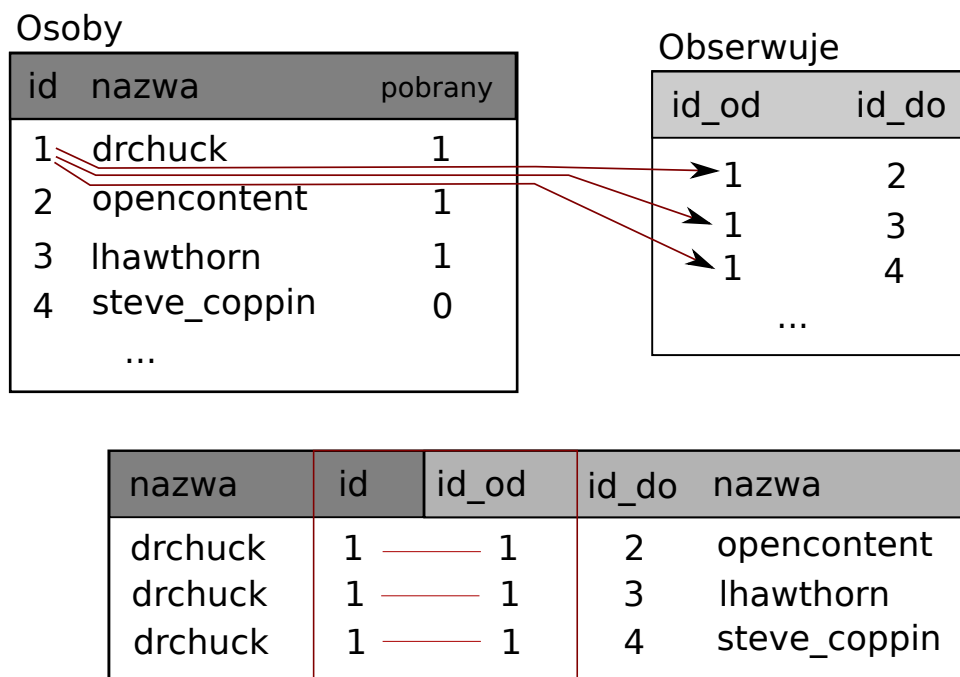 Osoby
id nazwa pobrany
1 drchuck 1
2 opencontent 1
3 lhawthorn 1
4 steve_coppin 0
...
Obserwuje
id_od id_do
1 2
1 3
1 4
...
nazwa id id_od id_do nazwa
drchuck 1 1 2 opencontent
drchuck 1 1 3 lhawthorn
drchuck 1 1 4 steve_coppin